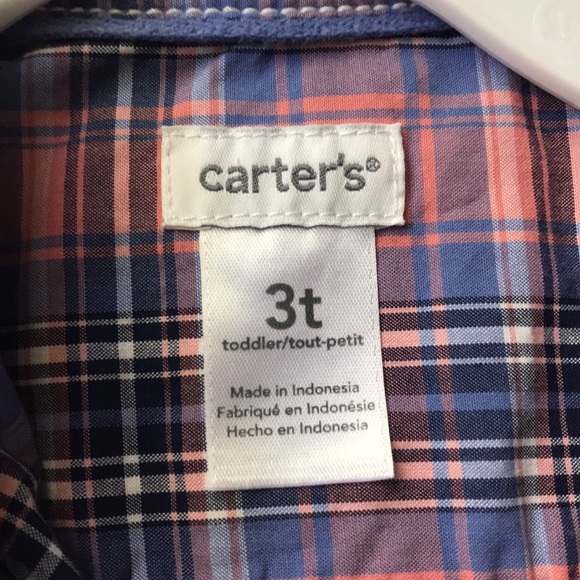 carter's®
3t
toddler/tout-petit
Made in Indonesia
Fabriqué en Indonésie
Hecho en Indonesia